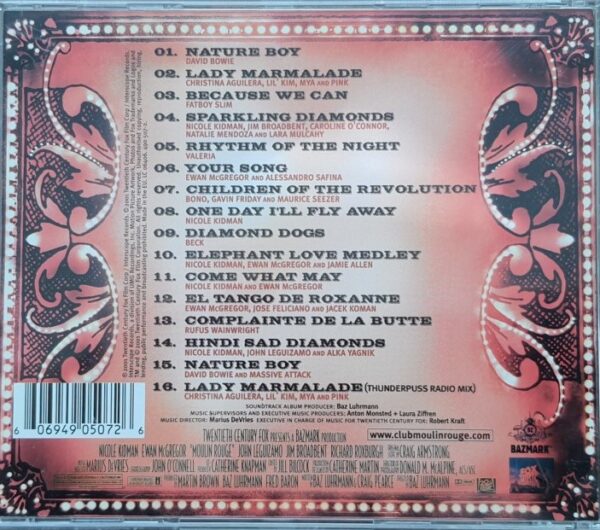 01. NATURE BOY
DAVID BOWIE
02. LADY MARMALADE
CHRISTINA AGUILERA, LIL' KIM, MYA AND PINK
03. BECAUSE WE CAN
FATBOY SLIM
04. SPARKLING DIAMONDS
NICOLE KIDMAN, JIM BROADBENT, CAROLINE O'CONNOR,
NATALIE MENDOZA AND LARA MULCAHY
05. RHYTHM OF THE NIGHT
VALERIA
06. YOUR SONG
EWAN McGREGOR AND ALESSANDRO SAFINA
07. CHILDREN OF THE REVOLUTION
BONO, GAVIN FRIDAY AND MAURICE SEEZER
08. ONE DAY I'LL FLY AWAY
NICOLE KIDMAN
09. DIAMOND DOGS
BECK
10. ELEPHANT LOVE MEDLEY
NICOLE KIDMAN, EWAN McGREGOR AND JAMIE ALLEN
11. COME WHAT MAY
NICOLE KIDMAN AND EWAN McGREGOR
12. EL TANGO DE ROXANNE
EWAN McGREGOR, JOSE FELICIANO AND JACEK KOMAN
13. COMPLAINTE DE LA BUTTE
RUFUS WAINWRIGHT
14. HINDI SAD DIAMONDS
NICOLE KIDMAN, JOHN LEGUIZAMO AND ALKA YAGNIK
15. NATURE BOY
DAVID BOWIE AND MASSIVE ATTACK
16. LADY MARMALADE (THUNDERPUSS RADIO MIX)
CHRISTINA AGUILERA, LIL' KIM, MYA AND PINK
SOUNDTRACK ALBUM PRODUCER: Baz Luhrmann
MUSIC SUPERVISORS AND EXECUTIVE MUSIC PRODUCERS: Anton Monsted + Laura Ziffren
MUSIC DIRECTOR: Marius DeVries EXECUTIVE IN CHARGE OF MUSIC FOR TWENTIETH CENTURY FOX: Robert Kraft
6 06949 05072 6
TWENTIETH CENTURY FOX PRESENTS A BAZMARK PRODUCTION
www.clubmoulinrouge.com
BAZMARK
NICOLE KIDMAN EWAN McGREGOR "MOULIN ROUGE" JOHN LEGUIZAMO JIM BROADBENT RICHARD ROXBURGH CRAIG ARMSTRONG
MARIUS DeVRIES JOHN O'CONNELL CATHERINE KNAPMAN JILL BILCOCK CATHERINE MARTIN DONALD M. McALPINE, ACS/ASC
MARTIN BROWN BAZ LUHRMANN FRED BARON BAZ LUHRMANN & CRAIG PEARCE BAZ LUHRMANN